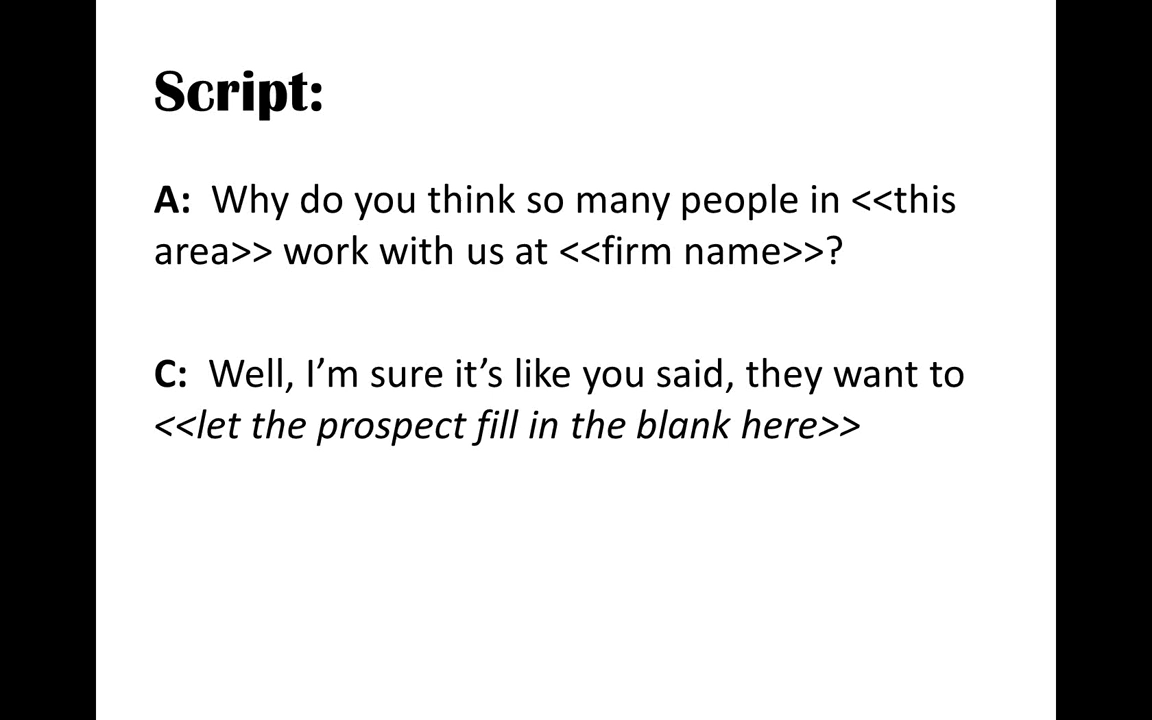 Script:
A: Why do you think so many people in <<this
area>> work with us at <<firm name>>?
C: Well, I’m sure it’s like you said, they want to
<<let the prospect fill in the blank here>>